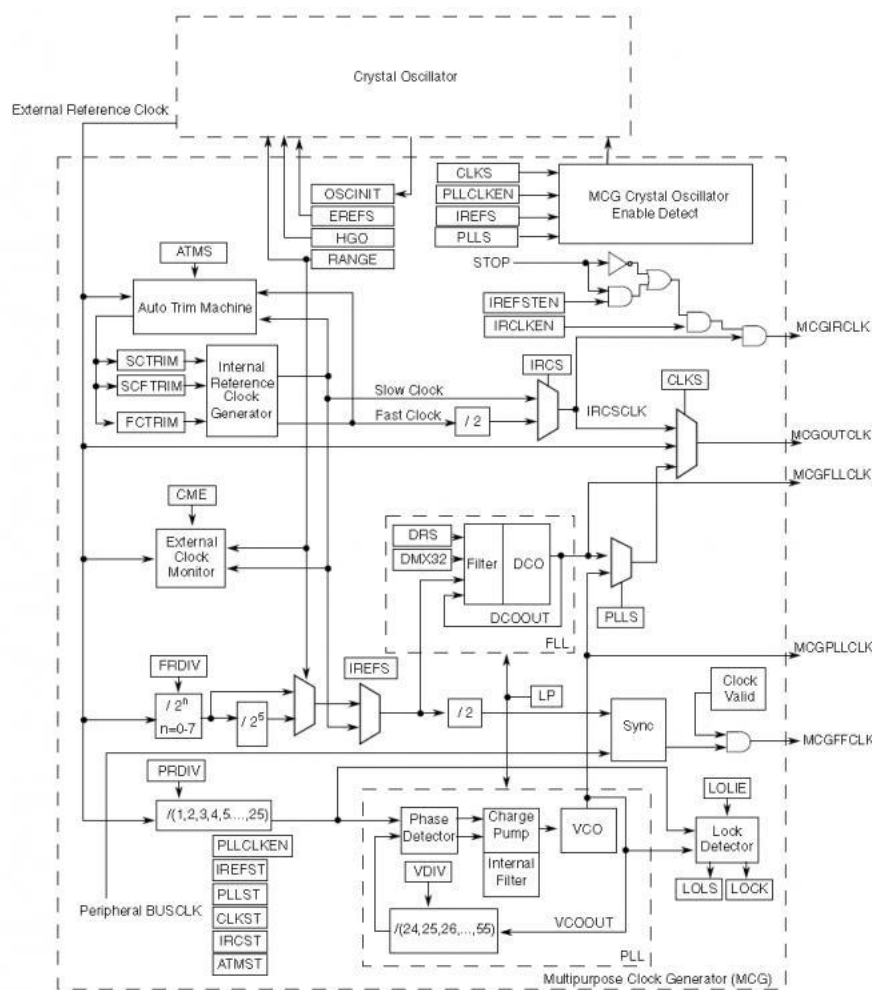 Crystal Oscillator
External Reference Clock
OSCINIT
EREFS
HGO
RANGE
CLKS
PLLCLKEN
IREFS
PLLS
MCG Crystal Oscillator
Enable Detect
STOP
IREFSTEN
IRCLKEN
MCGIRCLK
ATMS
Auto Trim Machine
SCTRIM
SCFTRIM
FCTRIM
Internal
Reference
Clock
Generator
Slow Clock
Fast Clock
/ 2
IRCS
IRCSCLK
CLKS
MCGOUTCLK
MCGFLLCLK
CME
External
Clock
Monitor
DRS
DMX32
Filter
DCO
DCOOUT
FLL
PLLS
MCGPLLCLK
FRDIV
/ 2n
n=0-7
/ 25
IREFS
/ 2
LP
Sync
Clock
Valid
MCGFFCLK
PRDIV
/(1,2,3,4,5....,25)
PLLCLKEN
IREFST
PLLST
CLKST
IRCST
ATMST
Peripheral BUSCLK
Phase
Detector
Charge
Pump
Internal
Filter
VCO
VDIV
/(24,25,26,...,55)
VCOOUT
PLL
LOLIE
Lock
Detector
LOLS
LOCK
Multipurpose Clock Generator (MCG)